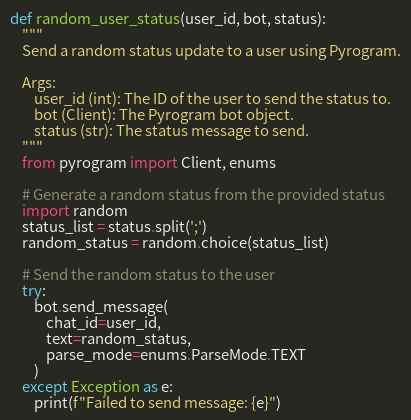 def random_user_status(user_id, bot, status):
    """
    Send a random status update to a user using Pyrogram.

    Args:
        user_id (int): The ID of the user to send the status to.
        bot (Client): The Pyrogram bot object.
        status (str): The status message to send.
    """
    from pyrogram import Client, enums

    # Generate a random status from the provided status
    import random
    status_list = status.split(';')
    random_status = random.choice(status_list)

    # Send the random status to the user
    try:
        bot.send_message(
            chat_id=user_id,
            text=random_status,
            parse_mode=enums.ParseMode.TEXT
        )
    except Exception as e:
        print(f"Failed to send message: {e}")